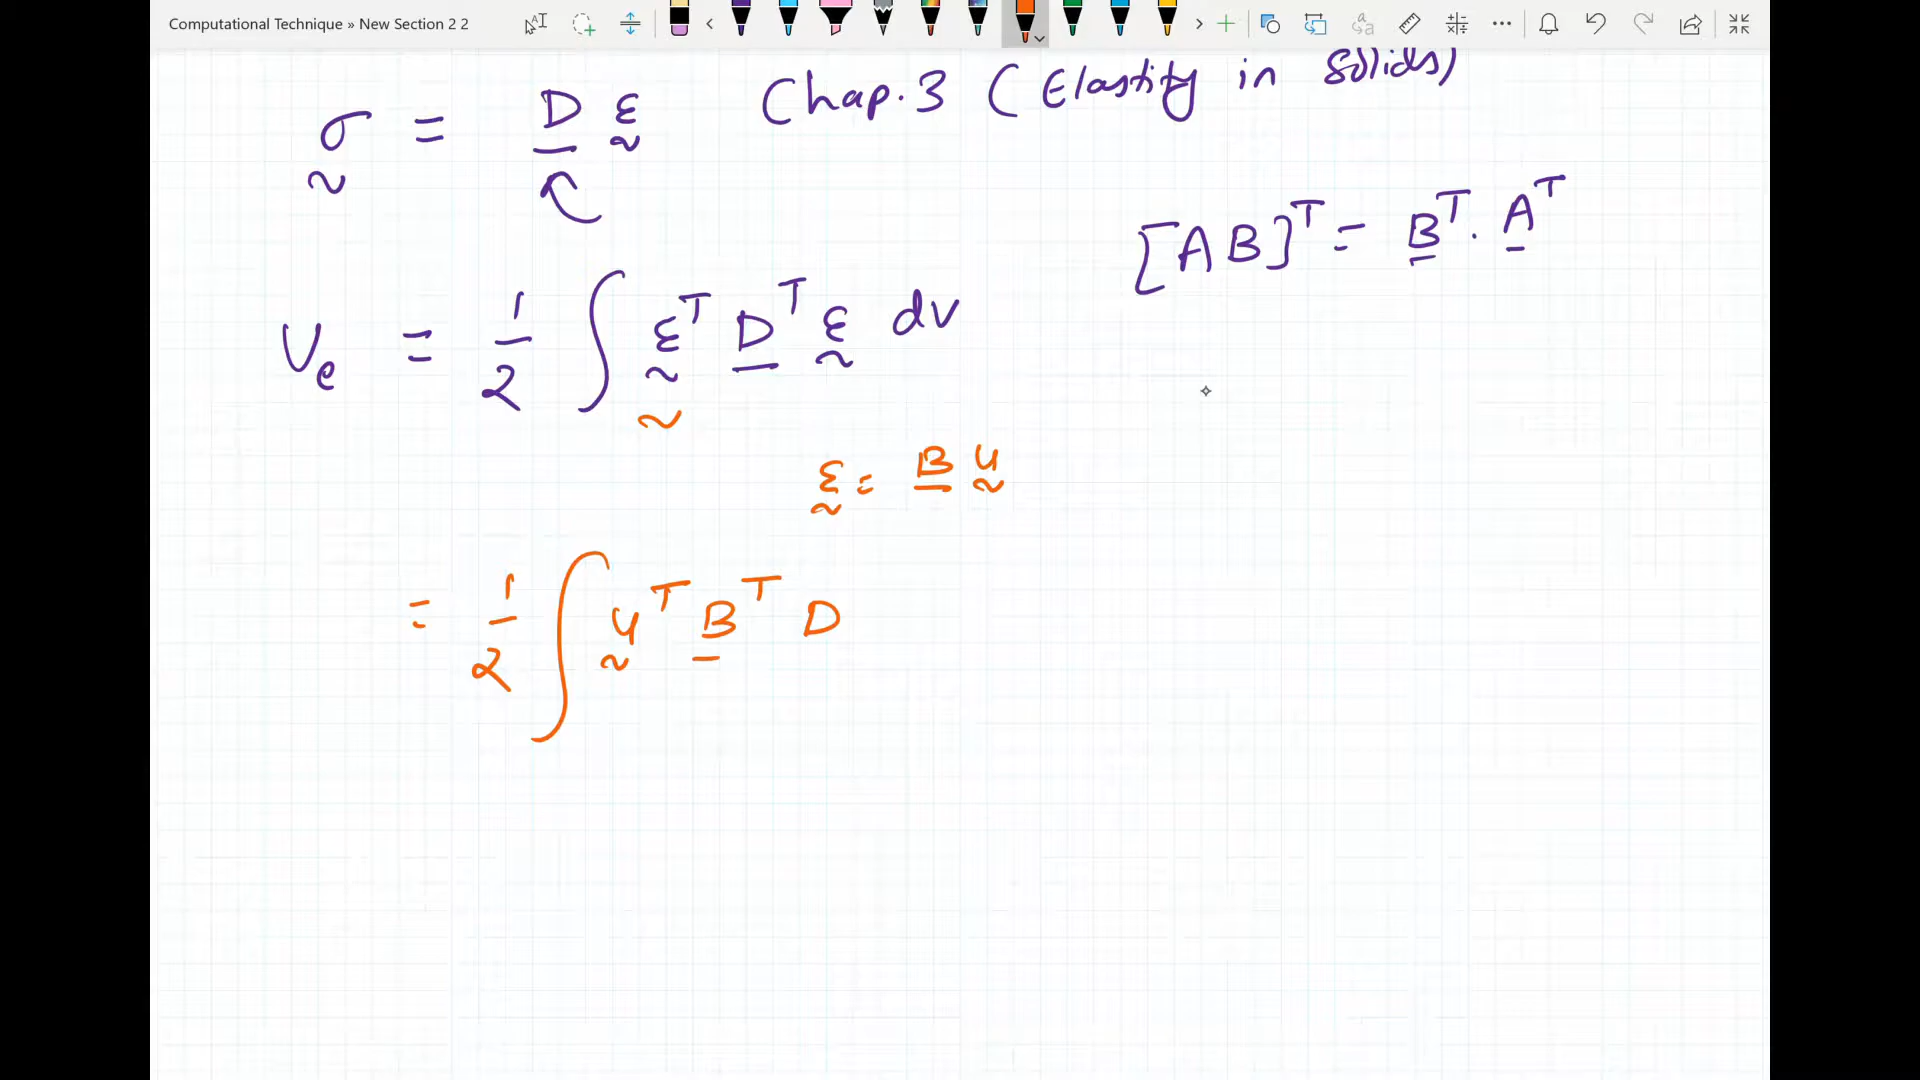 Computational Technique » New Section 2 2
σ = D ε Chap.3 (Elastity in Solids)
[AB]ᵀ = Bᵀ . Aᵀ
Uₑ = 1/2 ∫ εᵀ Dᵀ ε dv
ε = B u
= 1/2 ∫ uᵀ Bᵀ D